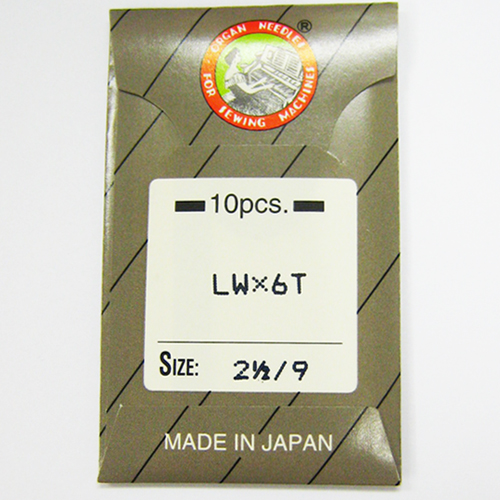 ORGAN NEEDLES
®
FOR SEWING MACHINES
10pcs.
LW×6T
SIZE: 2½/9
MADE IN JAPAN